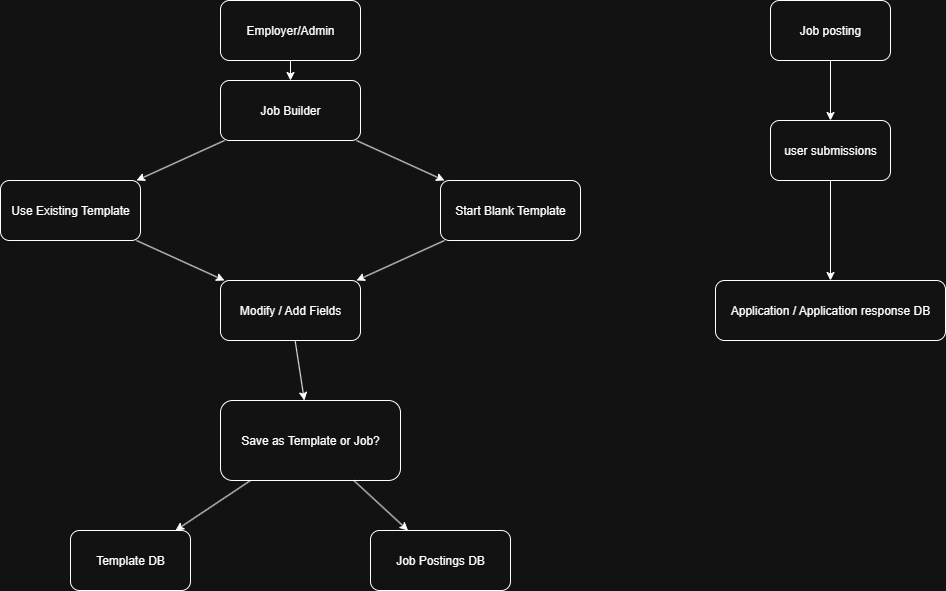 Employer/Admin
Job posting
Job Builder
user submissions
Use Existing Template
Start Blank Template
Modify / Add Fields
Application / Application response DB
Save as Template or Job?
Template DB
Job Postings DB